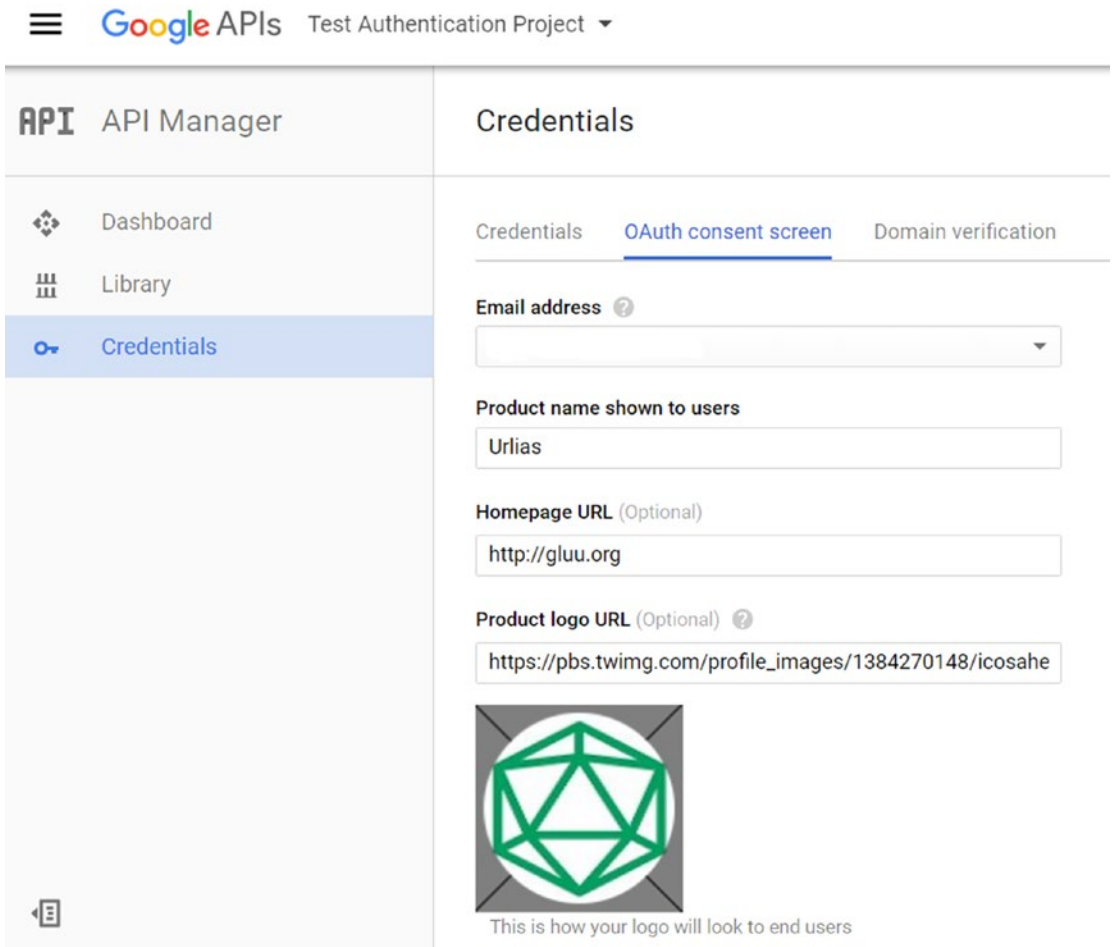 Google APIs Test Authentication Project
API API Manager
Dashboard
Library
Credentials
Credentials
Credentials OAuth consent screen Domain verification
Email address ?
Product name shown to users
Urlias
Homepage URL (Optional)
http://gluu.org
Product logo URL (Optional) ?
https://pbs.twimg.com/profile_images/1384270148/icosahe
This is how your logo will look to end users